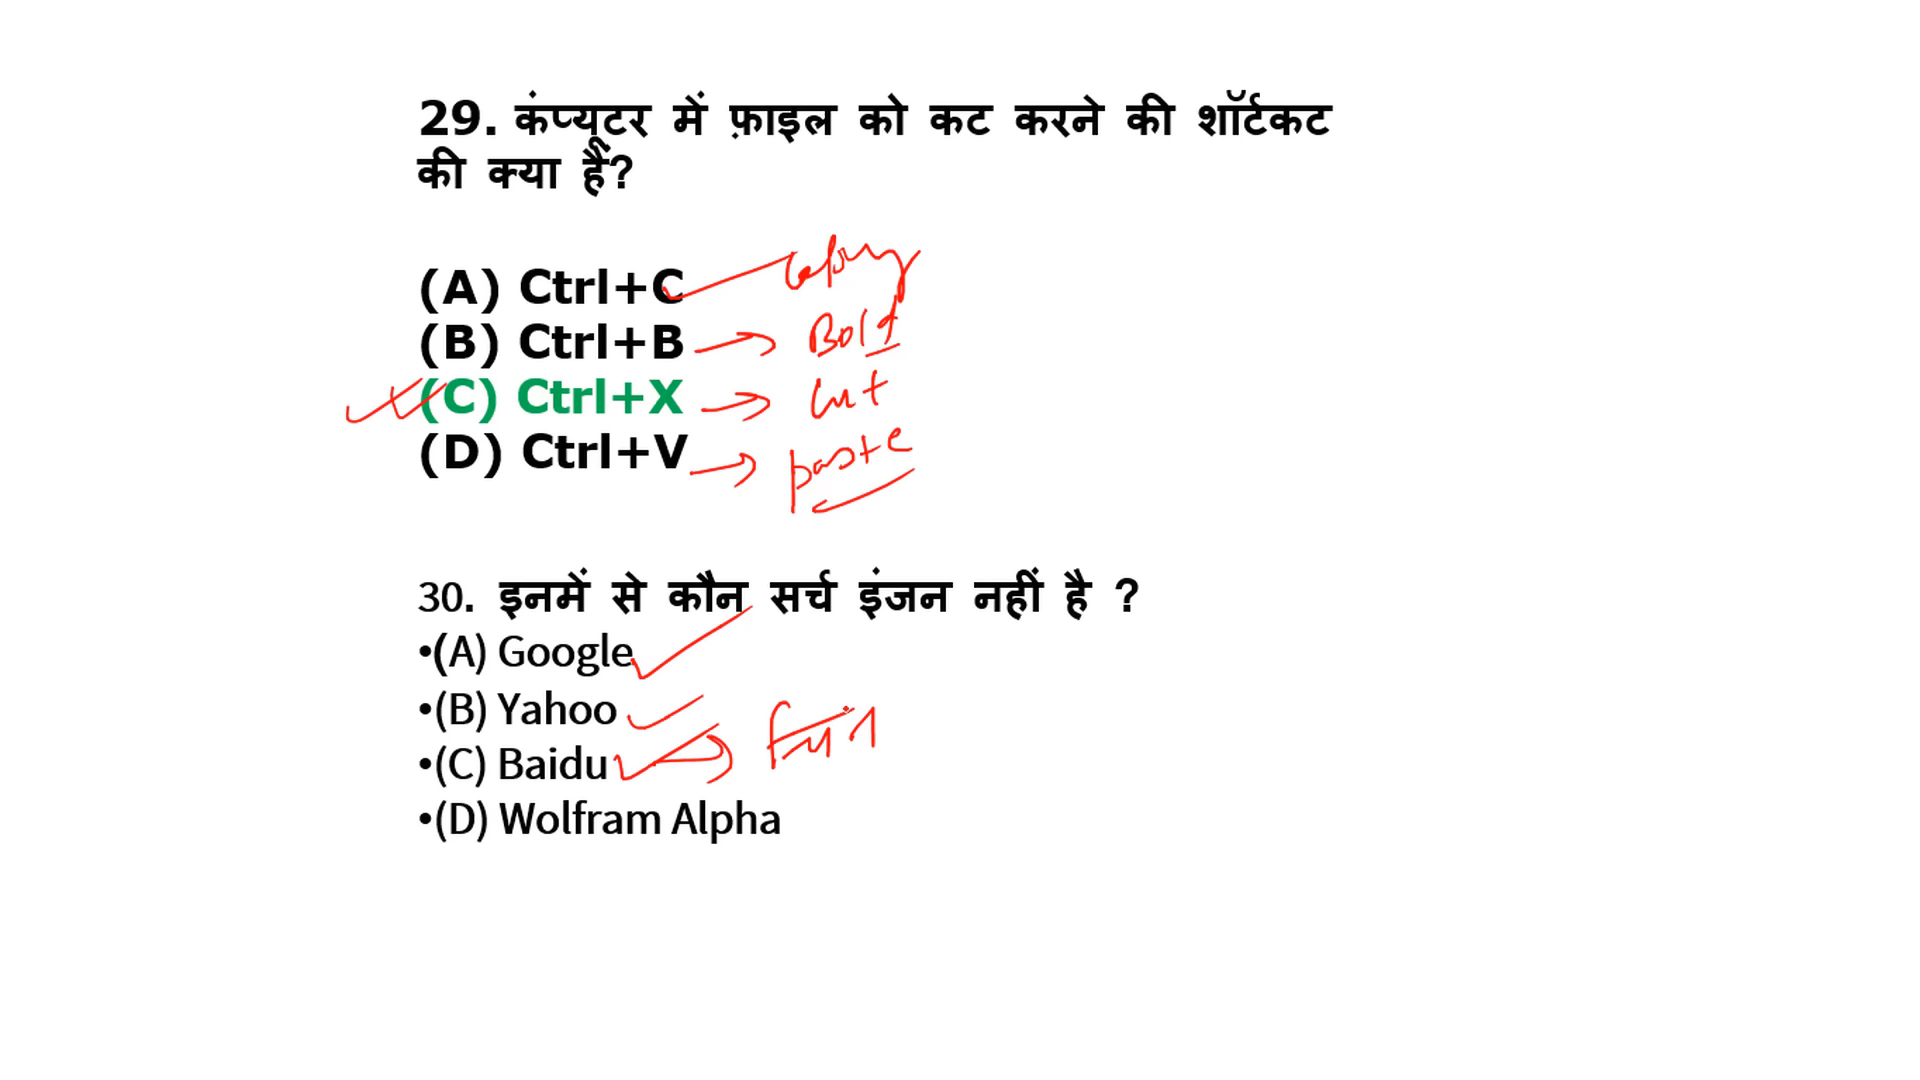 29. कंप्यूटर में फ़ाइल को कट करने की शॉर्टकट
की क्या हैं?
(A) Ctrl+C copy
(B) Ctrl+B → Bold
(C) Ctrl+X → Cut
(D) Ctrl+V → paste
30. इनमें से कौन सर्च इंजन नहीं है ?
•(A) Google
•(B) Yahoo
•(C) Baidu →
•(D) Wolfram Alpha